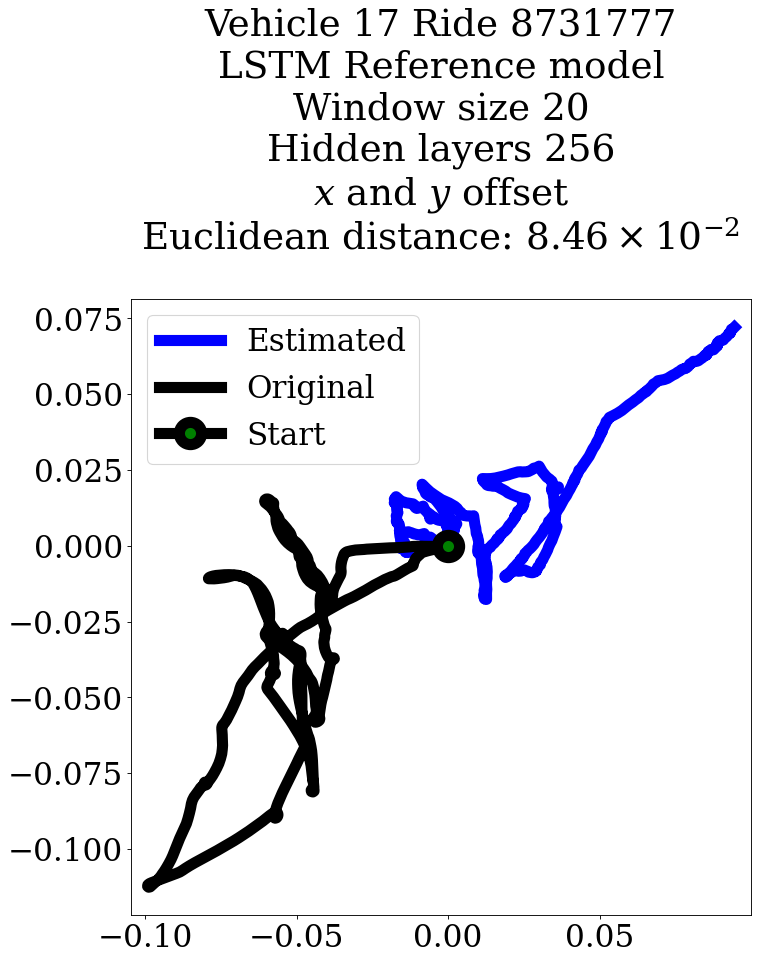 Vehicle 17 Ride 8731777
LSTM Reference model
Window size 20
Hidden layers 256
x and y offset
Euclidean distance: 8.46 × 10⁻²
Estimated
Original
Start
0.075
0.050
0.025
0.000
−0.025
−0.050
−0.075
−0.100
−0.10 −0.05 0.00 0.05